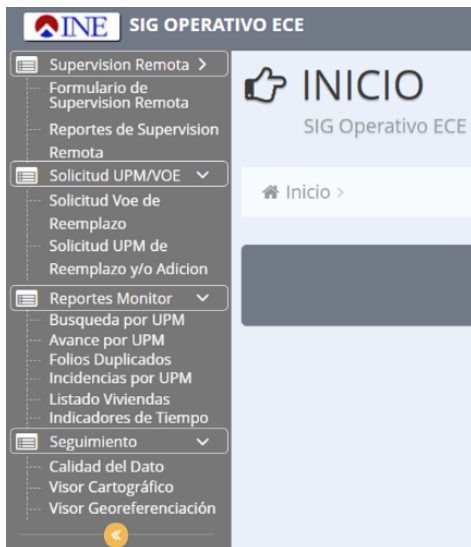 INE SIG OPERATIVO ECE
Supervision Remota >
Formulario de
Supervision Remota
Reportes de Supervision
Remota
Solicitud UPM/VOE
Solicitud Voe de
Reemplazo
Solicitud UPM de
Reemplazo y/o Adicion
Reportes Monitor
Busqueda por UPM
Avance por UPM
Folios Duplicados
Incidencias por UPM
Listado Viviendas
Indicadores de Tiempo
Seguimiento
Calidad del Dato
Visor Cartográfico
Visor Georeferenciación
INICIO
SIG Operativo ECE
Inicio >